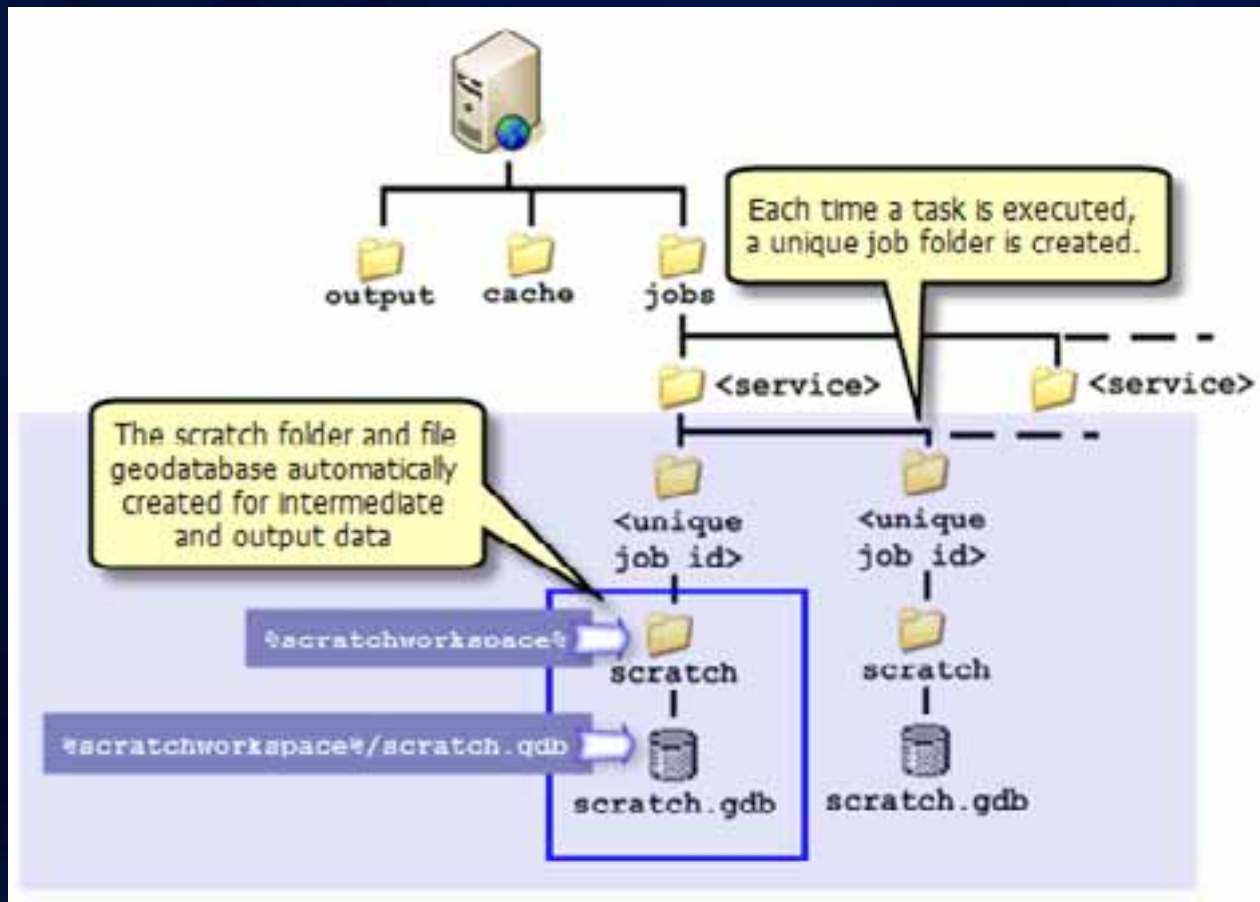 Each time a task is executed,
a unique job folder is created.
output
cache
jobs
<service>
<service>
The scratch folder and file
geodatabase automatically
created for intermediate
and output data
<unique
job id>
<unique
job id>
%scratchworkspace%
scratch
scratch
%scratchworkspace%/scratch.gdb
scratch.gdb
scratch.gdb